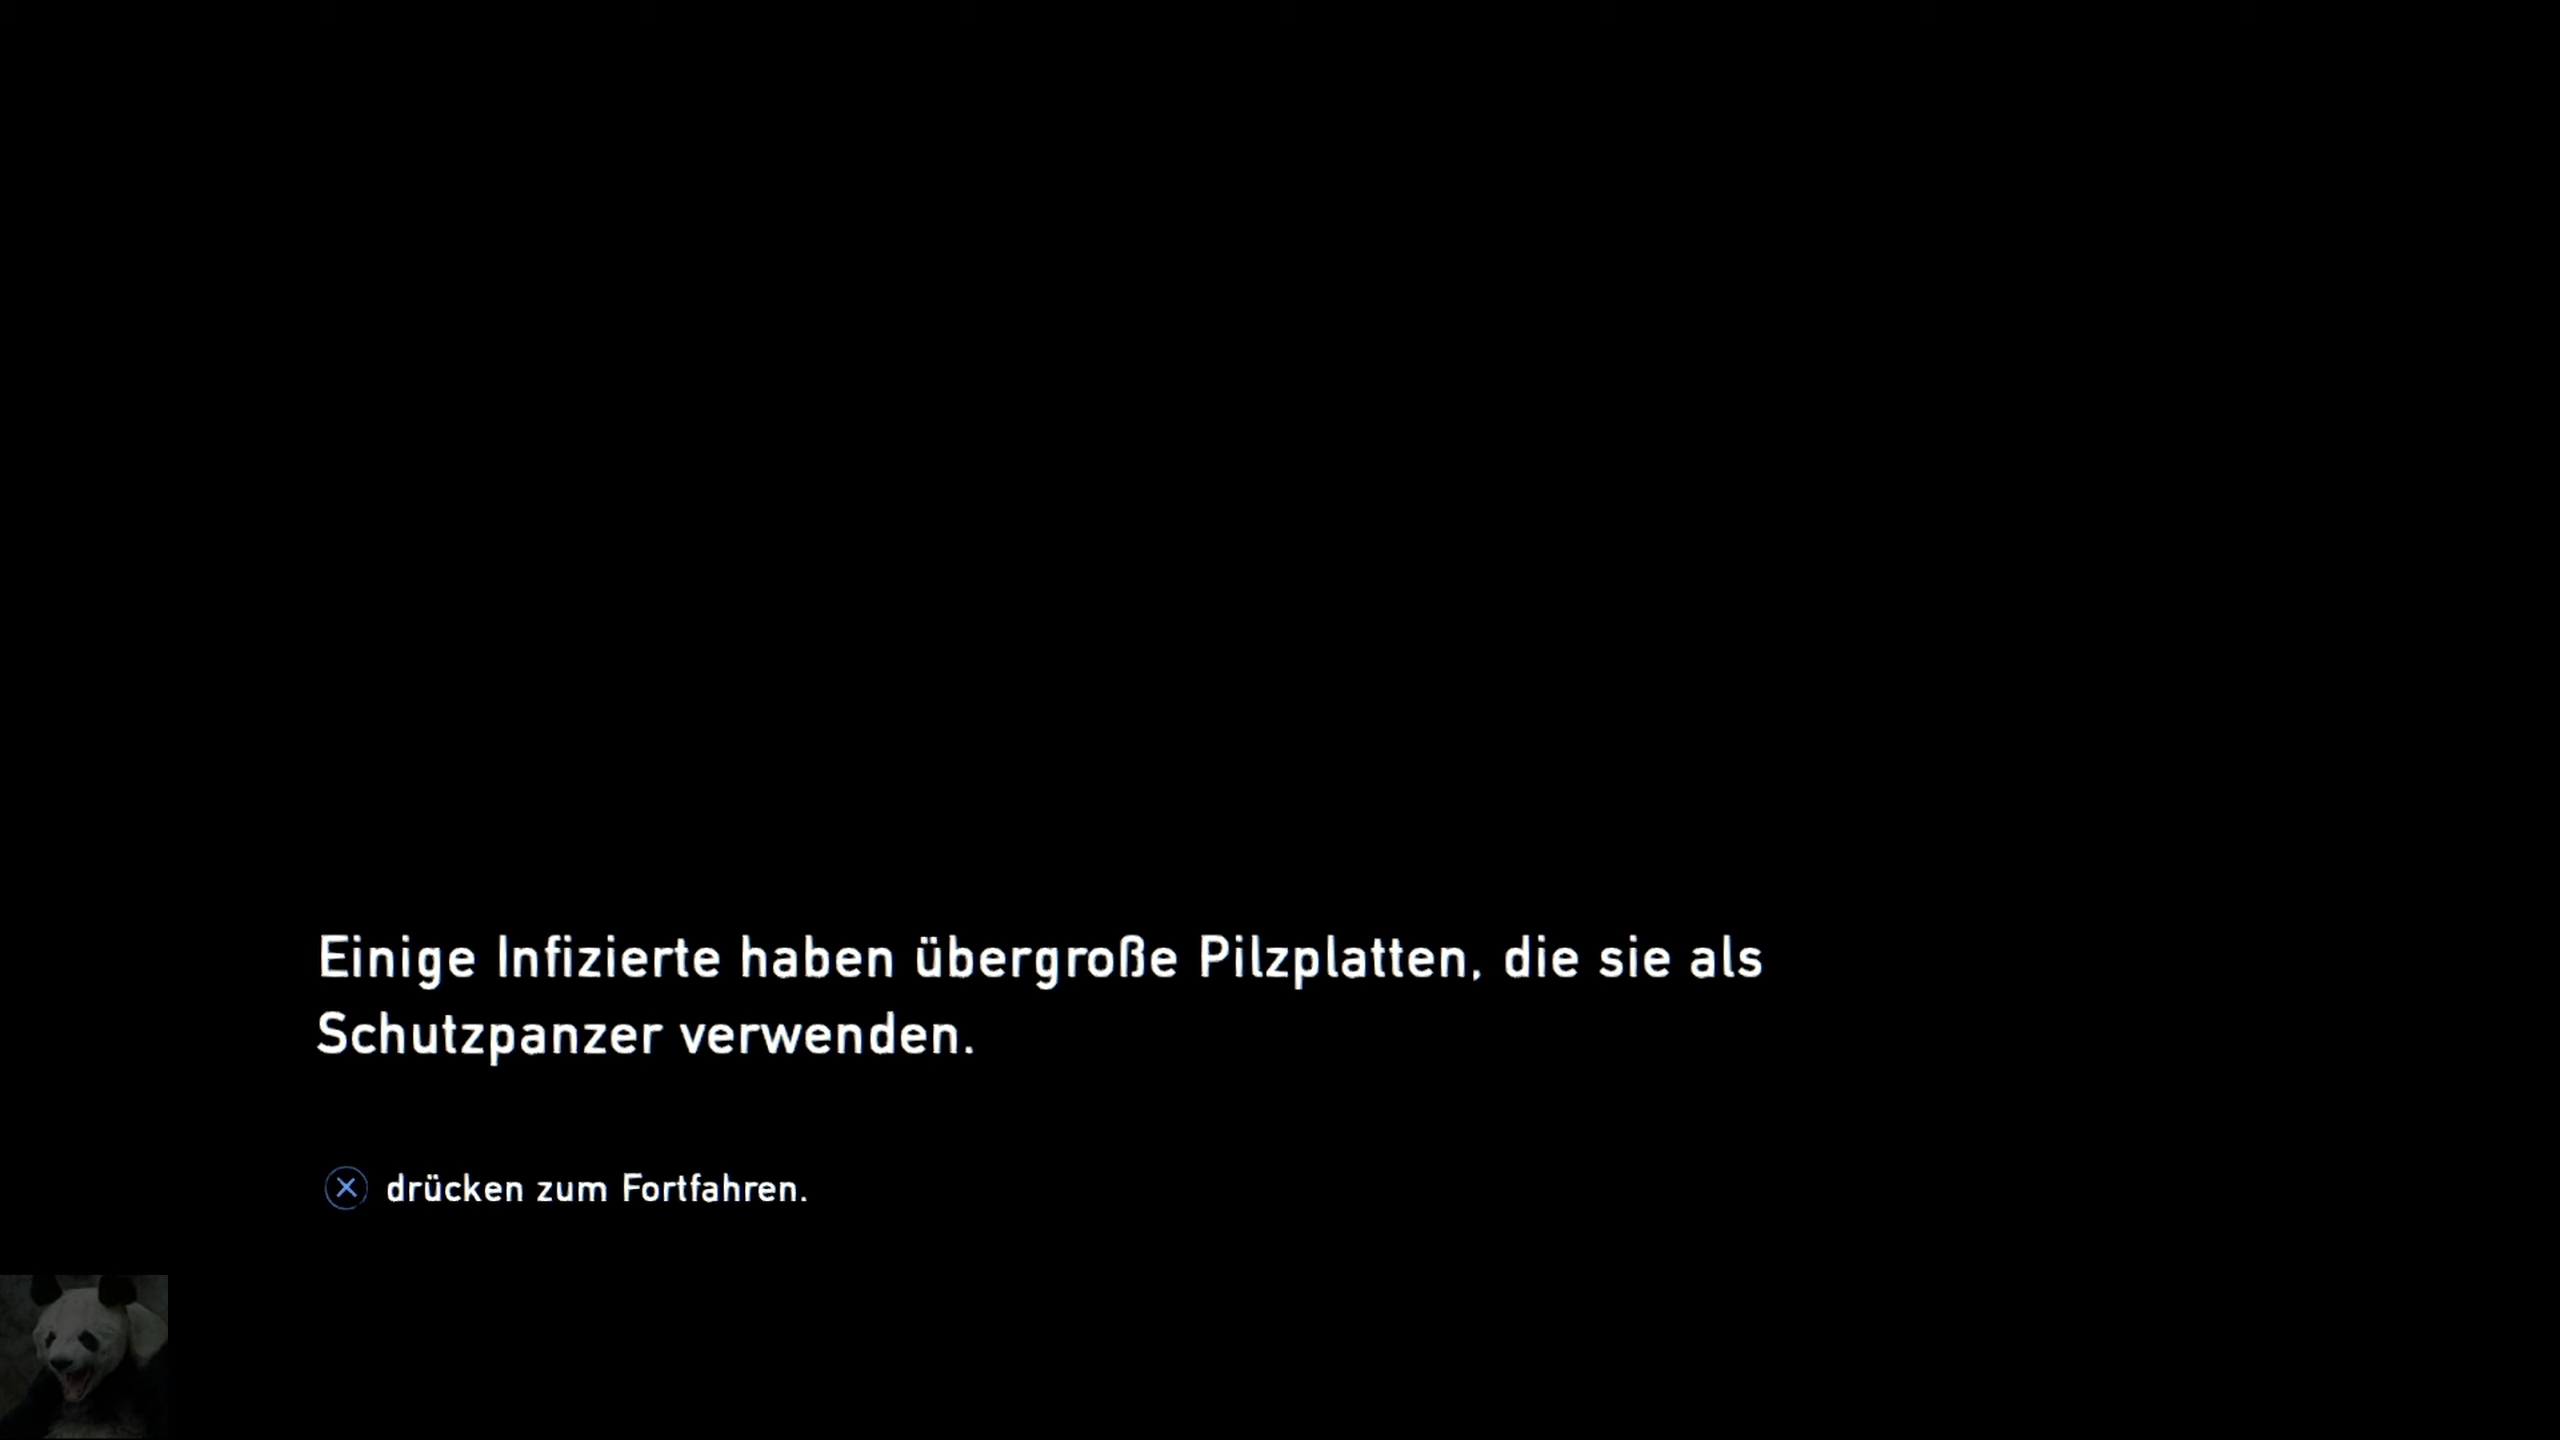 Einige Infizierte haben übergroße Pilzplatten, die sie als
Schutzpanzer verwenden.
drücken zum Fortfahren.